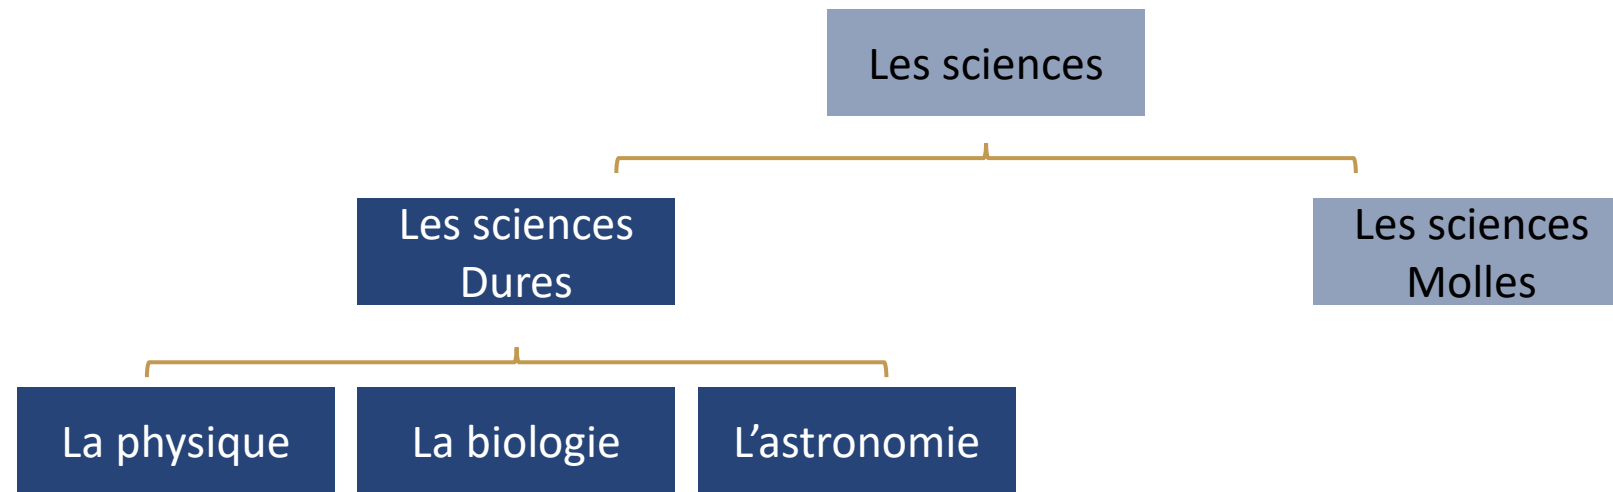 Les sciences
Les sciences
Dures
Les sciences
Molles
La physique
La biologie
L’astronomie